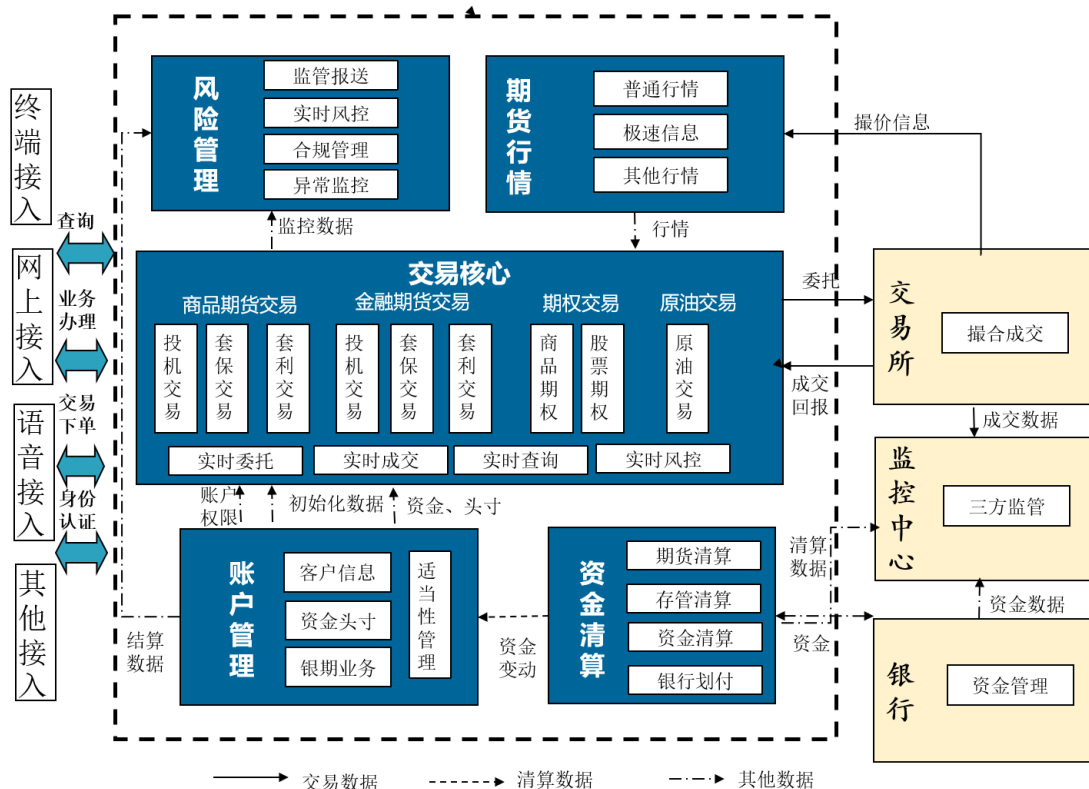 终端接入
网上接入
语音接入
其他接入
查询
业务
办理
交易
下单
身份
认证
风险管理
监管报送
实时风控
合规管理
异常监控
期货行情
普通行情
极速信息
其他行情
撮价信息
监控数据
行情
交易核心
商品期货交易
金融期货交易
期权交易
原油交易
投机交易
套保交易
套利交易
投机交易
套保交易
套利交易
商品期权
股票期权
原油交易
实时委托
实时成交
实时查询
实时风控
委托
成交
回报
交易所
撮合成交
成交数据
监控中心
三方监管
资金数据
银行
资金管理
账户
权限
初始化数据
资金、头寸
账户管理
客户信息
资金头寸
银期业务
适当性管理
结算
数据
资金
变动
资金清算
期货清算
存管清算
资金清算
银行划付
清算
数据
资金
交易数据
清算数据
其他数据